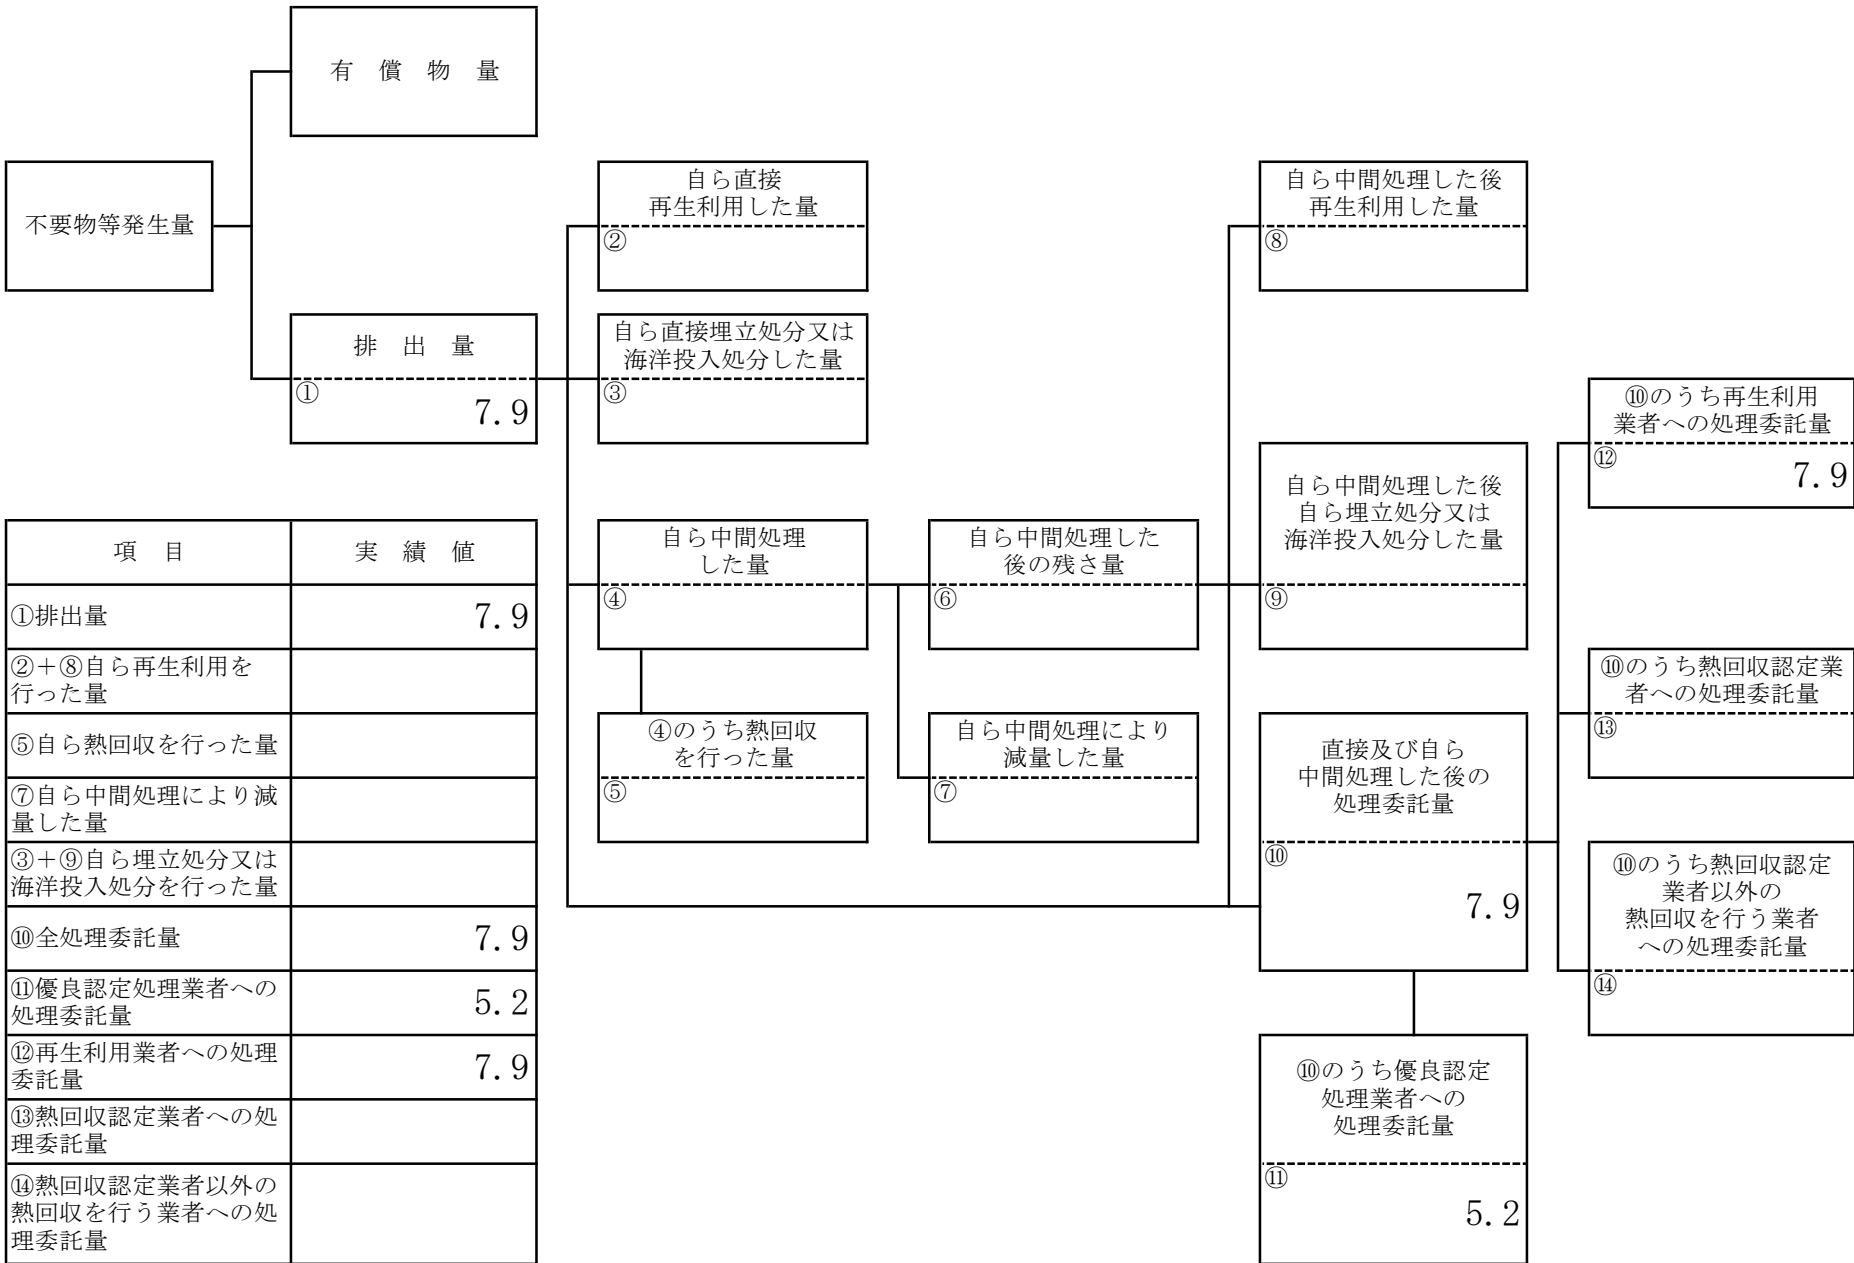 有 償 物 量
不要物等発生量
排 出 量
①
7.9
自ら直接
再生利用した量
②
自ら直接埋立処分又は
海洋投入処分した量
③
自ら中間処理
した量
④
④のうち熱回収
を行った量
⑤
自ら中間処理した
後の残さ量
⑥
自ら中間処理により
減量した量
⑦
自ら中間処理した後
再生利用した量
⑧
自ら中間処理した後
自ら埋立処分又は
海洋投入処分した量
⑨
直接及び自ら
中間処理した後の
処理委託量
⑩
7.9
⑩のうち優良認定
処理業者への
処理委託量
⑪
5.2
⑩のうち再生利用
業者への処理委託量
⑫
7.9
⑩のうち熱回収認定業
者への処理委託量
⑬
⑩のうち熱回収認定
業者以外の
熱回収を行う業者
への処理委託量
⑭
項 目 実 績 値
①排出量 7.9
②+⑧自ら再生利用を
行った量
⑤自ら熱回収を行った量
⑦自ら中間処理により減
量した量
③+⑨自ら埋立処分又は
海洋投入処分を行った量
⑩全処理委託量 7.9
⑪優良認定処理業者への
処理委託量 5.2
⑫再生利用業者への処理
委託量 7.9
⑬熱回収認定業者への処
理委託量
⑭熱回収認定業者以外の
熱回収を行う業者への処
理委託量